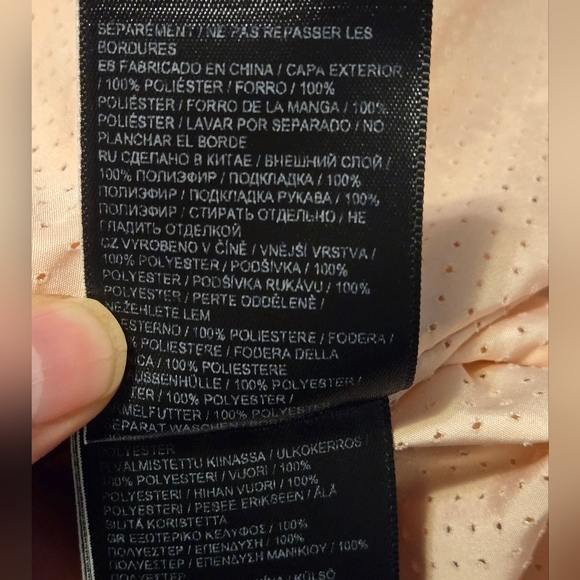 SÉPARÉMENT / NE PAS REPASSER LES
BORDURES
ES FABRICADO EN CHINA / CAPA EXTERIOR
/ 100% POLIÉSTER / FORRO / 100%
POLIÉSTER / FORRO DE LA MANGA / 100%
POLIÉSTER / LAVAR POR SEPARADO / NO
PLANCHAR EL BORDE
RU СДЕЛАНО В КИТАЕ / ВНЕШНИЙ СЛОЙ /
100% ПОЛИЭФИР / ПОДКЛАДКА / 100%
ПОЛИЭФИР / ПОДКЛАДКА РУКАВА / 100%
ПОЛИЭФИР / СТИРАТЬ ОТДЕЛЬНО / НЕ
ГЛАДИТЬ ОТДЕЛКОЙ
CZ VYROBENO V ČÍNĚ / VNĚJŠÍ VRSTVA /
100% POLYESTER / PODŠÍVKA / 100%
POLYESTER / PODŠÍVKA RUKÁVU / 100%
POLYESTER / PERTE ODDĚLENĚ /
NEŽEHLETE LEM
ESTERNO / 100% POLIESTERE / FODERA /
% POLIESTERE / FODERA DELLA
CA / 100% POLIESTERE
USSENHÜLLE / 100% POLYESTER /
TER / 100% POLYESTER /
MELFUTTER / 100% POLYESTER
SEPARAT WASCHEN /
POLYESTER
FI VALMISTETTU KIINASSA / ULKOKERROS /
100% POLYESTERI / VUORI / 100%
POLYESTERI / HIHAN VUORI / 100%
POLYESTERI / PESEE ERIKSEEN / ÄLÄ
SILITÄ KORISTETTA
GR ΕΞΩΤΕΡΙΚΟ ΚΕΛΥΦΟΣ / 100%
ΠΟΛΥΕΣΤΕΡ / ΕΠΕΝΔΥΣΗ / 100%
ΠΟΛΥΕΣΤΕΡ / ΕΠΕΝΔΥΣΗ ΜΑΝΙΚΙΟΥ / 100%
ΠΟΛΥΕΣΤΕΡ
/ KÜLSŐ